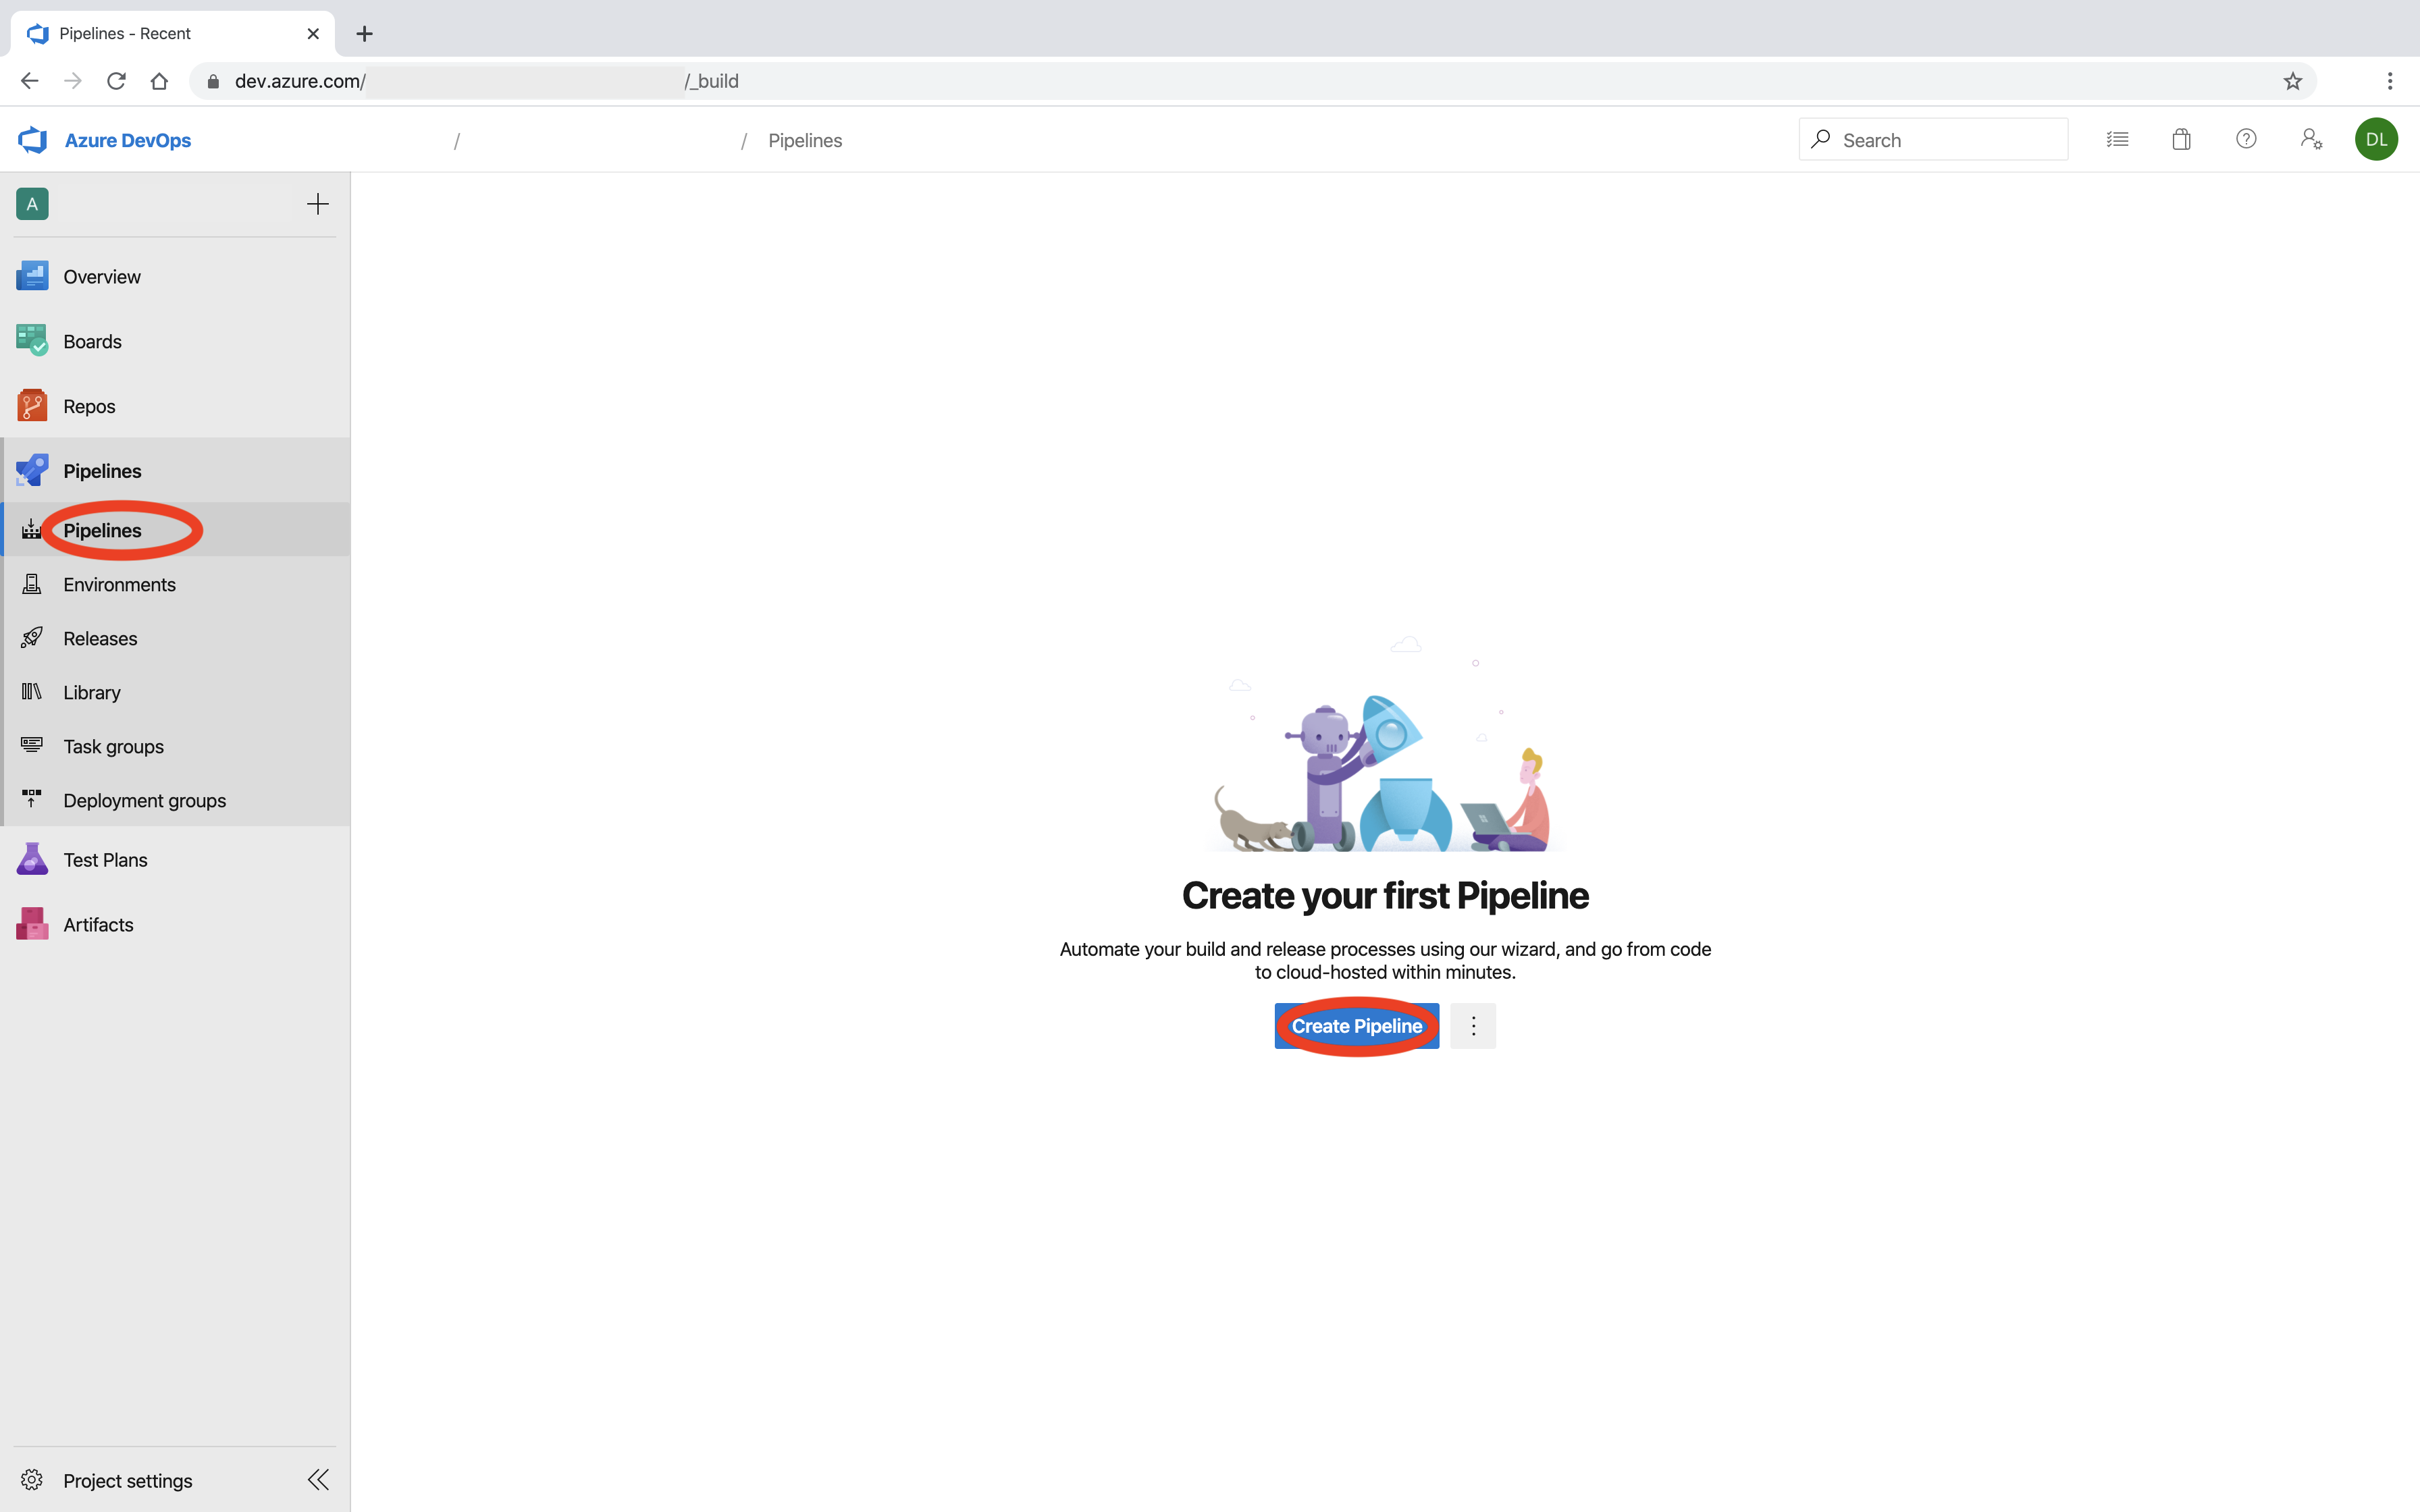 Pipelines - Recent
dev.azure.com/ /_build
Azure DevOps / / Pipelines
Search
DL
A
Overview
Boards
Repos
Pipelines
Pipelines
Environments
Releases
Library
Task groups
Deployment groups
Test Plans
Artifacts
Create your first Pipeline
Automate your build and release processes using our wizard, and go from code
to cloud-hosted within minutes.
Create Pipeline
Project settings